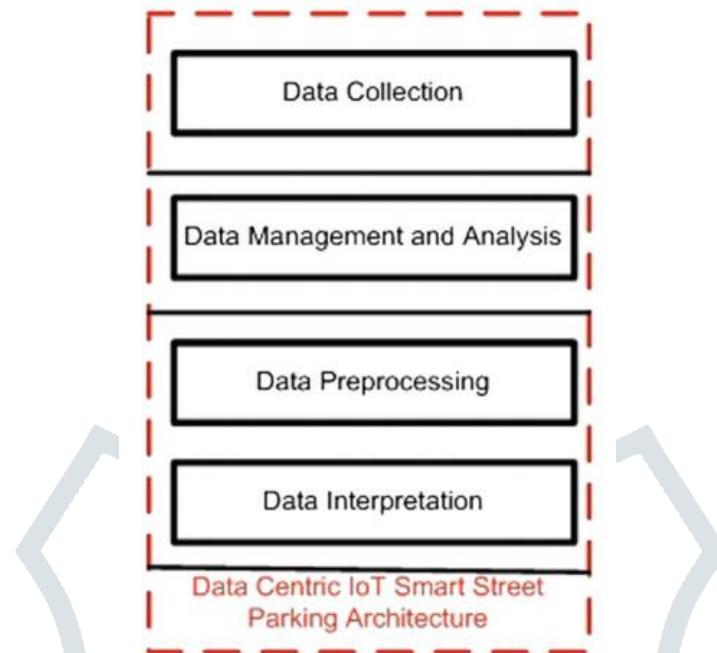 Data Collection
Data Management and Analysis
Data Preprocessing
Data Interpretation
Data Centric IoT Smart Street
Parking Architecture